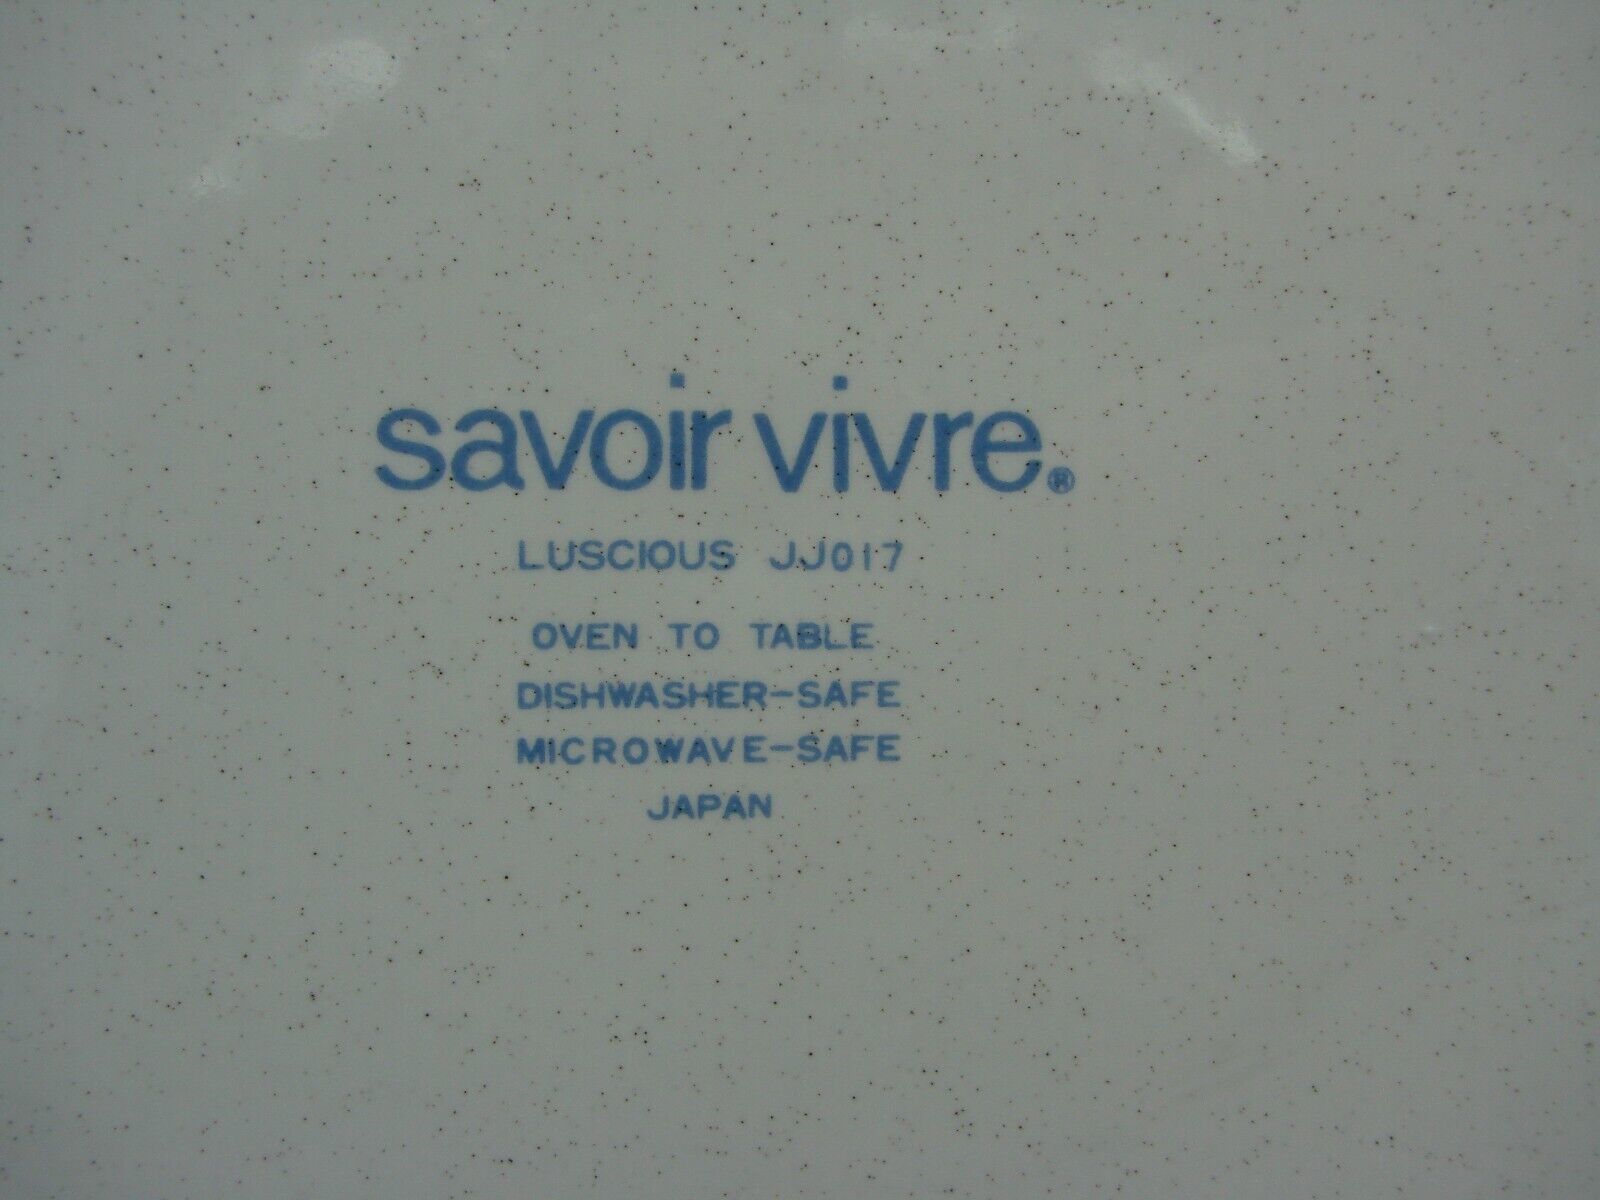 savoir vivre®
LUSCIOUS JJ017
OVEN TO TABLE
DISHWASHER-SAFE
MICROWAVE-SAFE
JAPAN